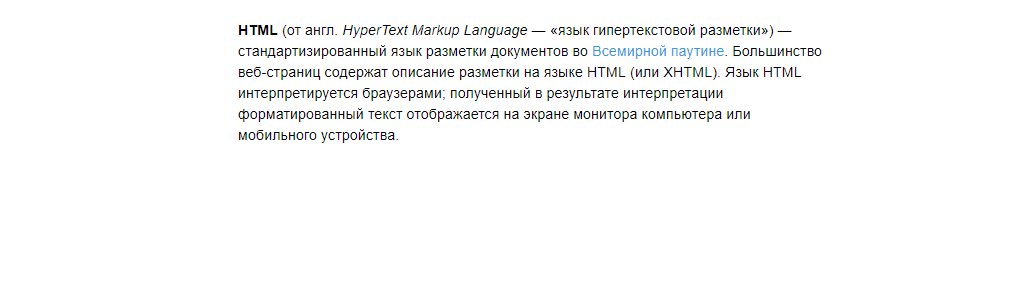 HTML (от англ. HyperText Markup Language — «язык гипертекстовой разметки») —
стандартизированный язык разметки документов во Всемирной паутине. Большинство
веб-страниц содержат описание разметки на языке HTML (или XHTML). Язык HTML
интерпретируется браузерами; полученный в результате интерпретации
форматированный текст отображается на экране монитора компьютера или
мобильного устройства.